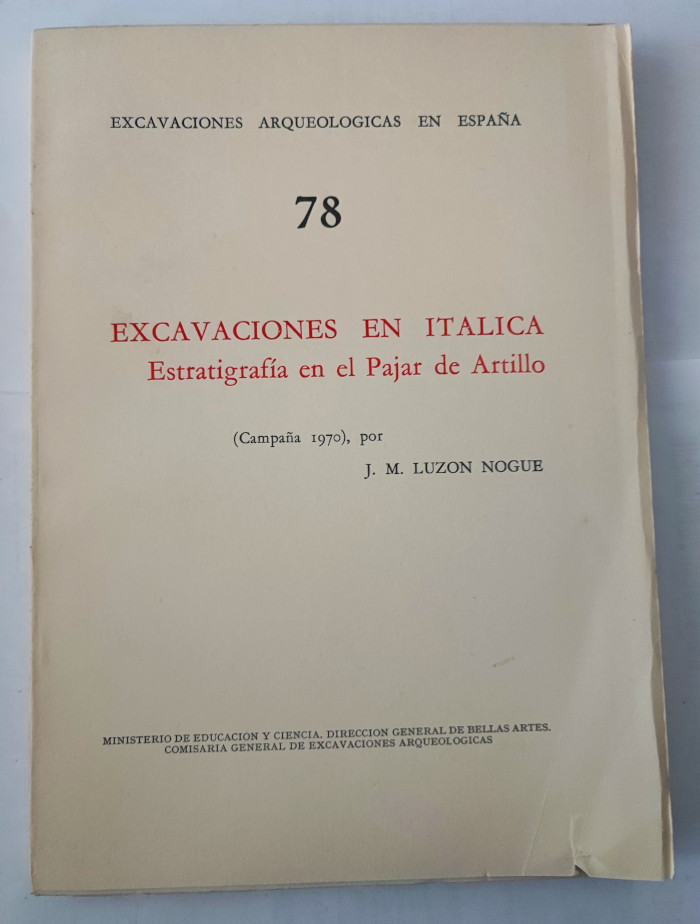 EXCAVACIONES ARQUEOLOGICAS EN ESPAÑA
78
EXCAVACIONES EN ITALICA
Estratigrafía en el Pajar de Artillo
(Campaña 1970), por
J. M. LUZON NOGUE
MINISTERIO DE EDUCACION Y CIENCIA. DIRECCION GENERAL DE BELLAS ARTES.
COMISARIA GENERAL DE EXCAVACIONES ARQUEOLOGICAS